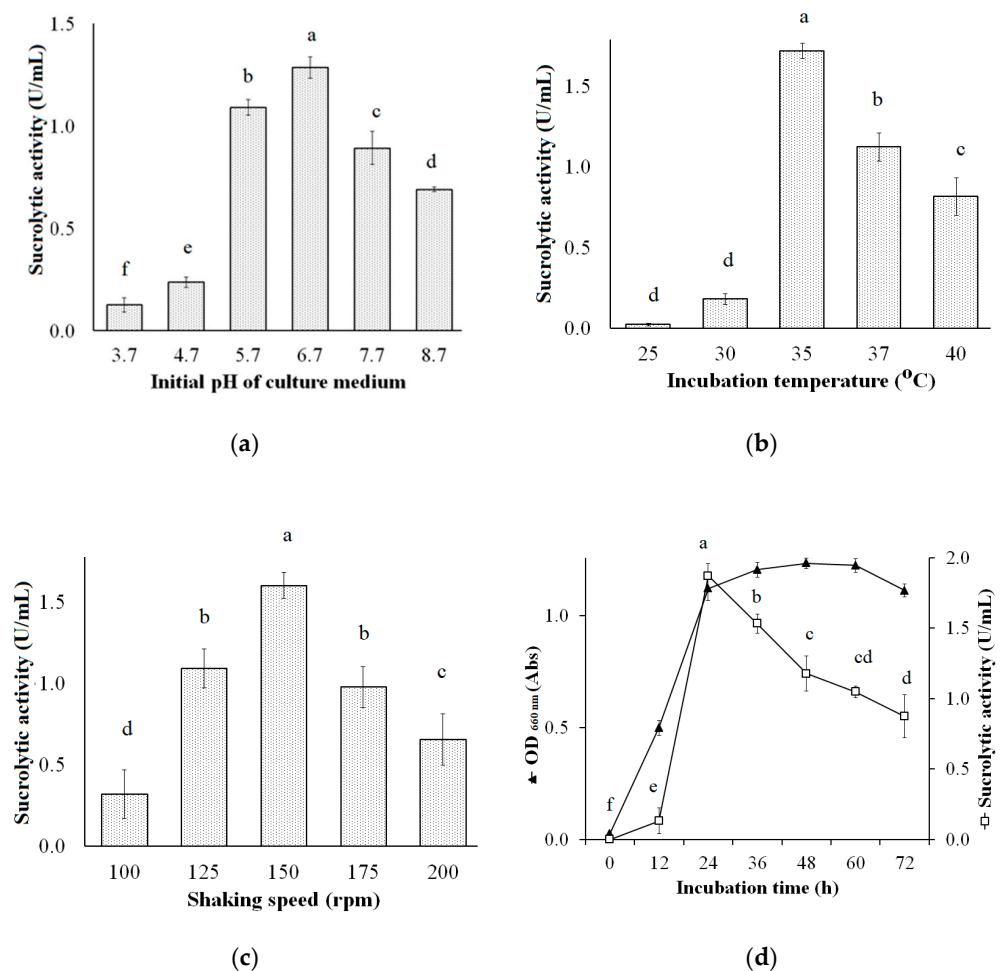 Sucrolytic activity (U/mL)
1.5
1.0
0.5
0.0
f
e
b
a
c
d
3.7 4.7 5.7 6.7 7.7 8.7
Initial pH of culture medium
(a)
Sucrolytic activity (U/mL)
1.5
1.0
0.5
0.0
d
d
a
b
c
25 30 35 37 40
Incubation temperature (°C)
(b)
Sucrolytic activity (U/mL)
1.5
1.0
0.5
0.0
d
b
a
b
c
100 125 150 175 200
Shaking speed (rpm)
(c)
OD 660 nm (Abs)
1.0
0.5
0.0
f
e
a
b
c
cd
d
2.0
1.5
1.0
0.5
0.0
Sucrolytic activity (U/mL)
0 12 24 36 48 60 72
Incubation time (h)
(d)